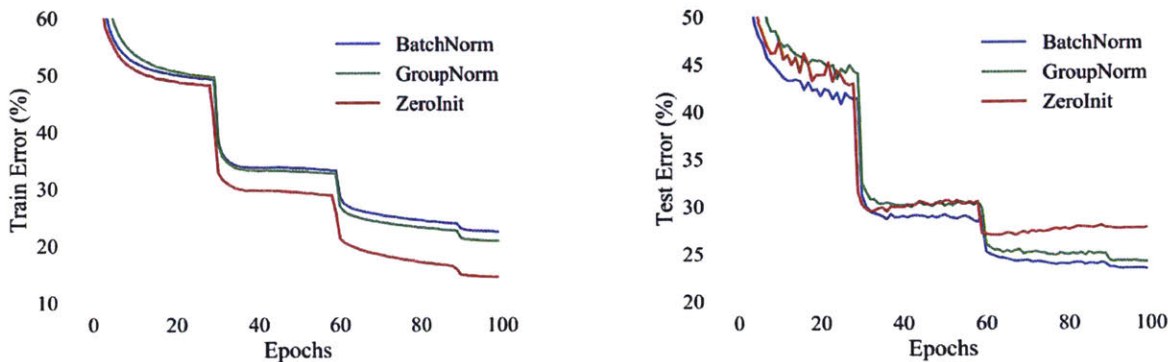 60
50
40
30
20
10
Train Error (%)
BatchNorm
GroupNorm
ZeroInit
0 20 40 60 80 100
Epochs
50
45
40
35
30
25
20
Test Error (%)
BatchNorm
GroupNorm
ZeroInit
0 20 40 60 80 100
Epochs